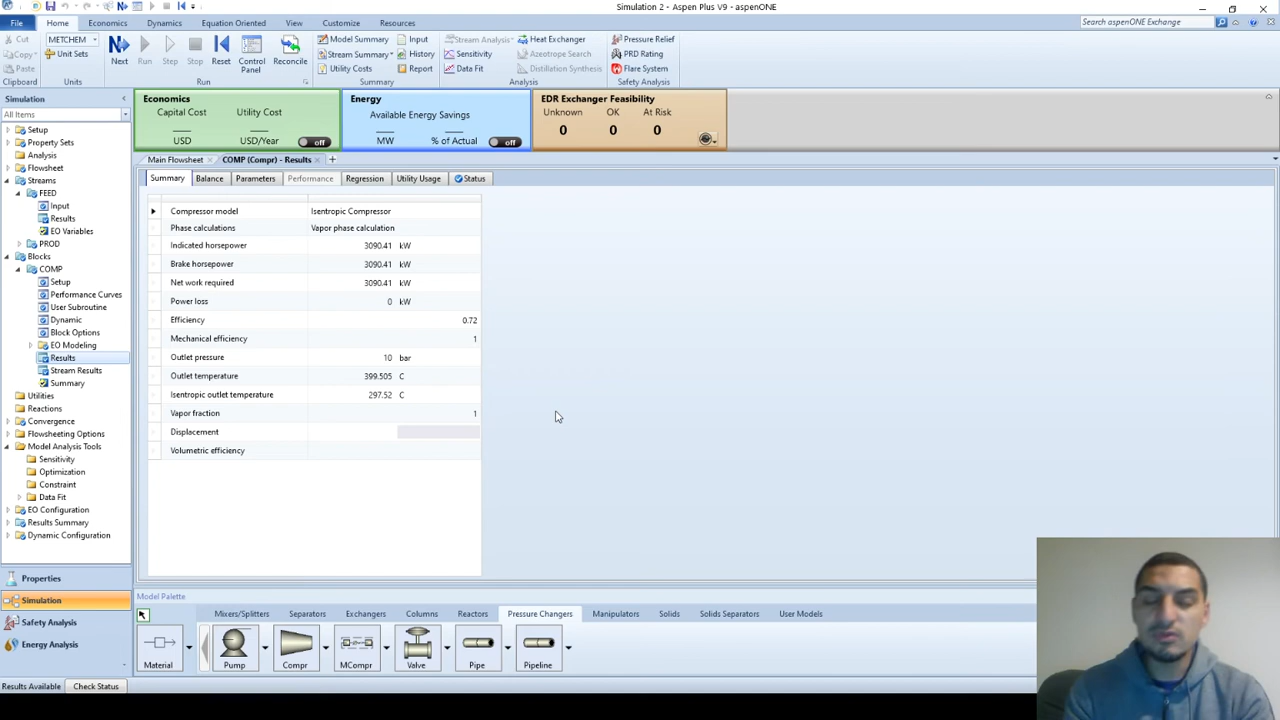 Simulation 2 - Aspen Plus V9 - aspenONE
File Home Economics Dynamics Equation Oriented View Customize Resources
Search aspenONE Exchange
Cut METCHEM Model Summary Input Stream Analysis Heat Exchanger Pressure Relief
Copy Unit Sets Next Run Step Stop Reset Control Panel Reconcile Stream Summary History Sensitivity Azeotrope Search PRD Rating
Paste Utility Costs Report Data Fit Distillation Synthesis Flare System
Clipboard Units Run Summary Analysis Safety Analysis
Simulation
All Items
Setup
Property Sets
Analysis
Flowsheet
Streams
FEED
Input
Results
EO Variables
PROD
Blocks
COMP
Setup
Performance Curves
User Subroutine
Dynamic
Block Options
EO Modeling
Results
Stream Results
Summary
Utilities
Reactions
Convergence
Flowsheeting Options
Model Analysis Tools
Sensitivity
Optimization
Constraint
Data Fit
EO Configuration
Results Summary
Dynamic Configuration
Properties
Simulation
Safety Analysis
Energy Analysis
Economics
Capital Cost Utility Cost
USD USD/Year off
Energy
Available Energy Savings
MW % of Actual off
EDR Exchanger Feasibility
Unknown OK At Risk
0 0 0
Main Flowsheet COMP (Compr) - Results
Summary Balance Parameters Performance Regression Utility Usage Status
Compressor model Isentropic Compressor
Phase calculations Vapor phase calculation
Indicated horsepower 3090.41 kW
Brake horsepower 3090.41 kW
Net work required 3090.41 kW
Power loss 0 kW
Efficiency 0.72
Mechanical efficiency 1
Outlet pressure 10 bar
Outlet temperature 399.505 C
Isentropic outlet temperature 297.52 C
Vapor fraction 1
Displacement
Volumetric efficiency
Model Palette
Mixers/Splitters Separators Exchangers Columns Reactors Pressure Changers Manipulators Solids Solids Separators User Models
Material Pump Compr MCompr Valve Pipe Pipeline
Results Available Check Status